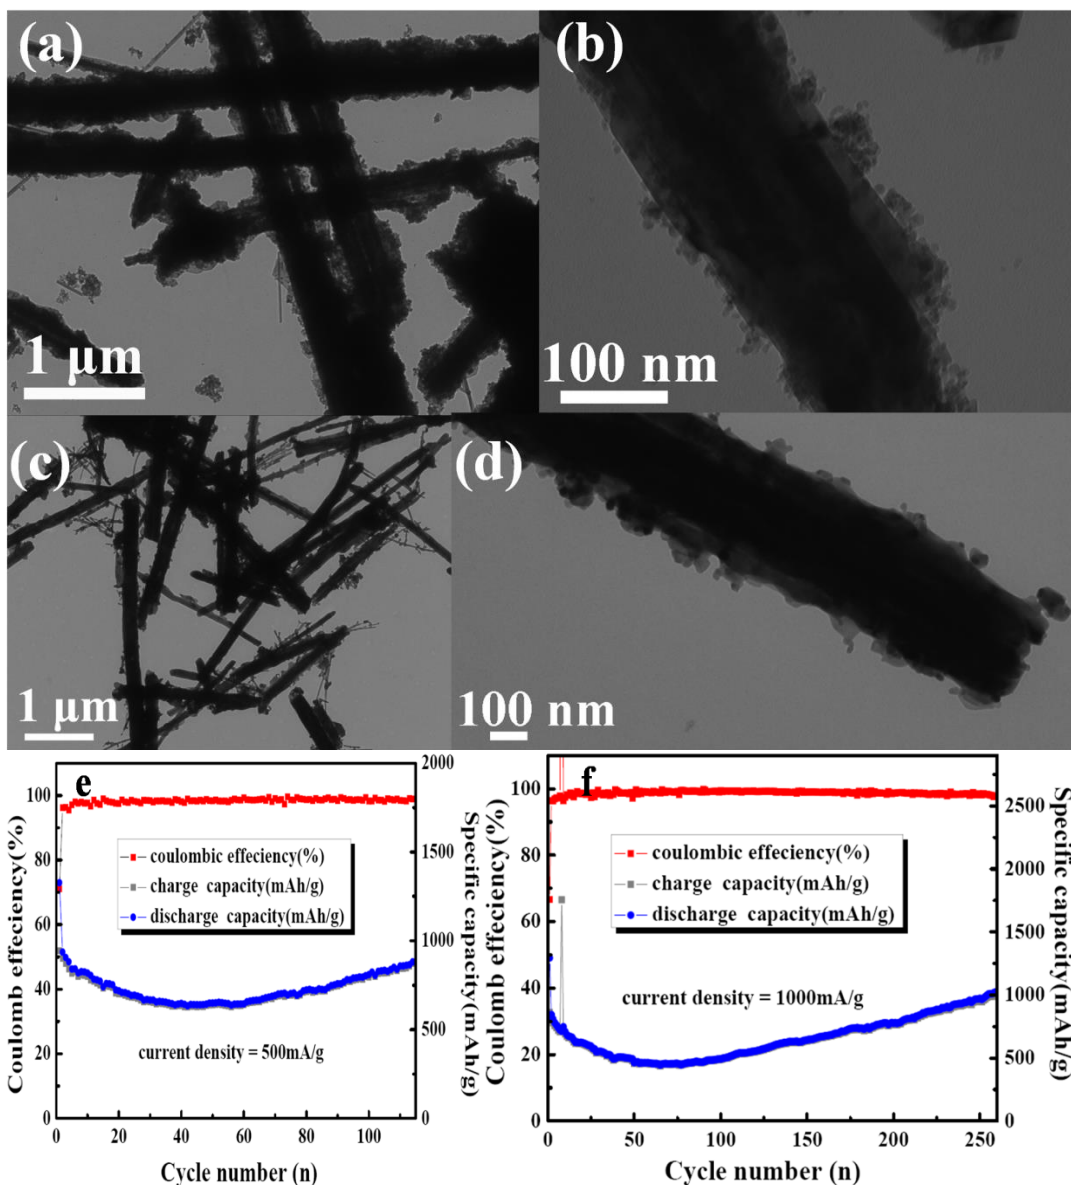 (a)
(b)
1 μm
100 nm
(c)
(d)
1 μm
100 nm
e
Coulomb effeciency(%)
100
80
60
40
20
0
coulombic effeciency(%)
charge capacity(mAh/g)
discharge capacity(mAh/g)
current density = 500mA/g
2000
1500
1000
500
0
Specific capacity(mAh/g)
0 20 40 60 80 100
Cycle number (n)
f
Coulomb effeciency(%)
100
80
60
40
20
0
coulombic effeciency(%)
charge capacity(mAh/g)
discharge capacity(mAh/g)
current density = 1000mA/g
2500
2000
1500
1000
500
0
Specific capacity(mAh/g)
0 50 100 150 200 250
Cycle number (n)